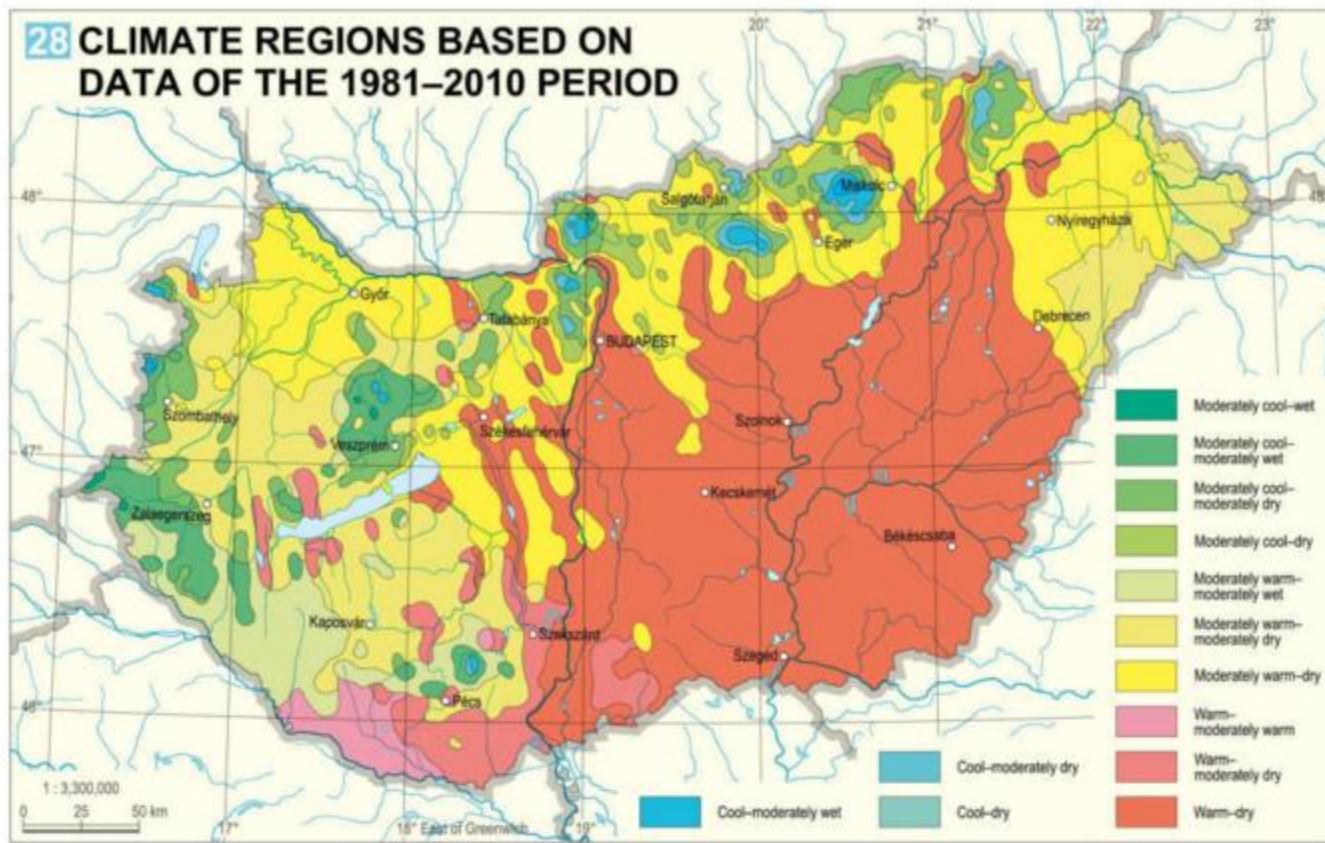 28 CLIMATE REGIONS BASED ON
DATA OF THE 1981–2010 PERIOD
20°
21°
22°
23°
48°
48°
Salgótarján
Miskolc
Nyíregyháza
Eger
Győr
Tatabánya
BUDAPEST
Debrecen
Szombathely
Veszprém
Székesfehérvár
Szolnok
47°
Kecskemét
Zalaegerszeg
Békéscsaba
Kaposvár
Szekszárd
Szeged
Pécs
46°
Moderately cool–wet
Moderately cool–
moderately wet
Moderately cool–
moderately dry
Moderately cool–dry
Moderately warm–
moderately wet
Moderately warm–
moderately dry
Moderately warm–dry
Warm–
moderately warm
Warm–
moderately dry
Warm–dry
Cool–moderately dry
Cool–moderately wet
Cool–dry
1 : 3,300,000
0 25 50 km
17°
18° East of Greenwich
19°